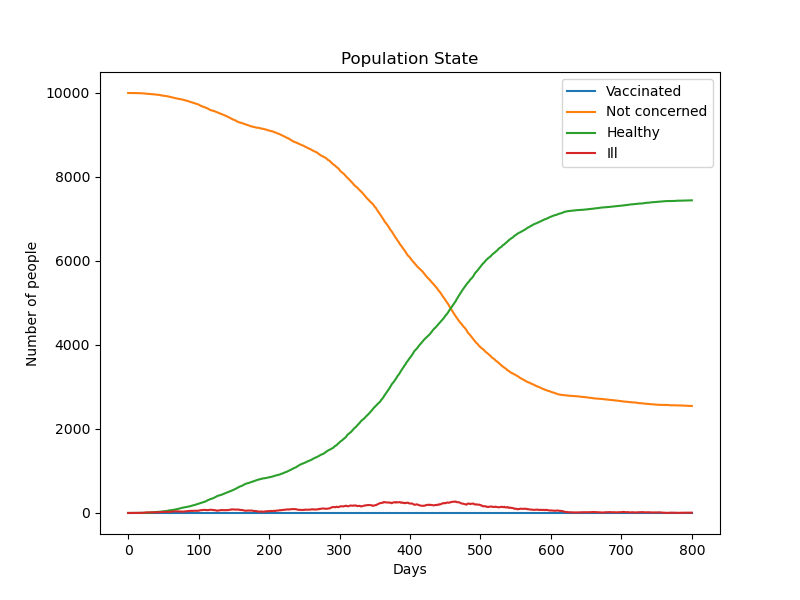 Population State
Vaccinated
Not concerned
Healthy
Ill
Number of people
10000
8000
6000
4000
2000
0
0 100 200 300 400 500 600 700 800
Days